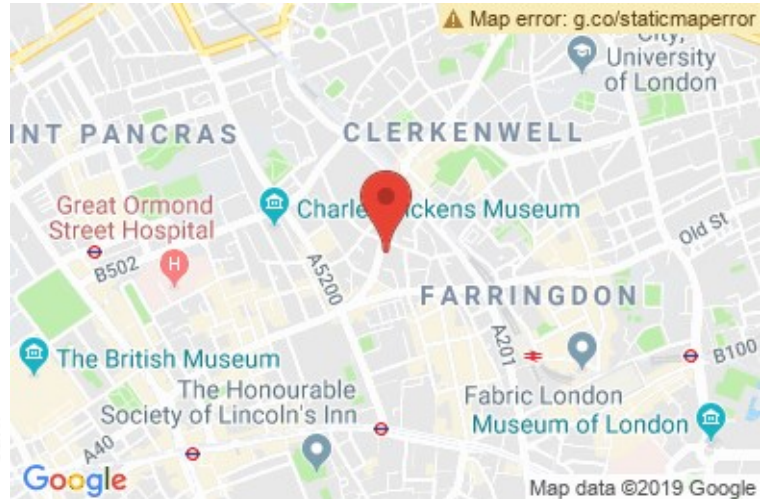 Map error: g.co/staticmaperror
City,
University
of London
INT PANCRAS
CLERKENWELL
Great Ormond
Street Hospital
H
Charles Dickens Museum
Old St
B502
A5200
FARRINGDON
The British Museum
A201
B100
The Honourable
Society of Lincoln's Inn
Fabric London
Museum of London
A40
Google
Map data ©2019 Google